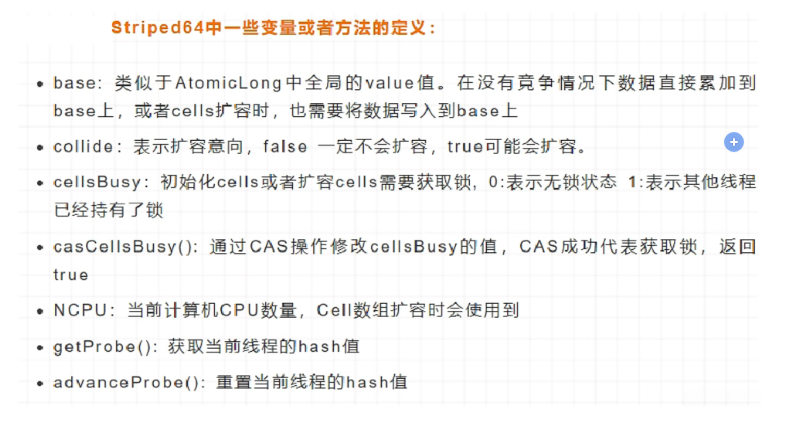 Striped64中一些变量或者方法的定义：
• base：类似于AtomicLong中全局的value值。在没有竞争情况下数据直接累加到
base上，或者cells扩容时，也需要将数据写入到base上
• collide：表示扩容意向，false 一定不会扩容，true可能会扩容。
• cellsBusy：初始化cells或者扩容cells需要获取锁，0:表示无锁状态 1:表示其他线程
已经持有了锁
• casCellsBusy()：通过CAS操作修改cellsBusy的值，CAS成功代表获取锁，返回
true
• NCPU：当前计算机CPU数量，Cell数组扩容时会使用到
• getProbe()：获取当前线程的hash值
• advanceProbe()：重置当前线程的hash值